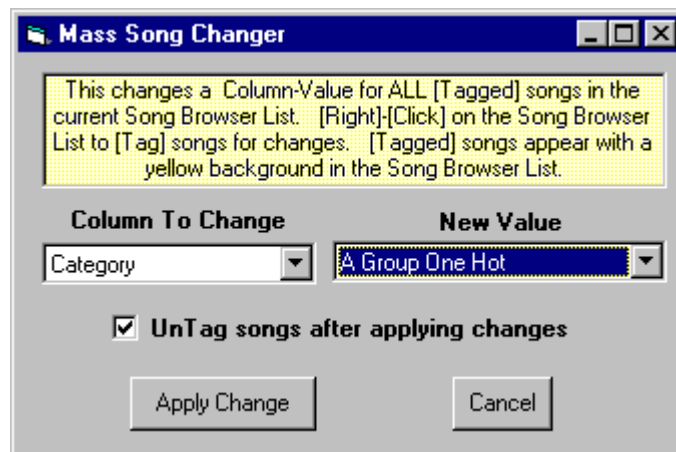 Mass Song Changer
This changes a  Column-Value for ALL [Tagged] songs in the
current Song Browser List.   [Right]-[Click] on the Song Browser
List to [Tag] songs for changes.   [Tagged] songs appear with a
yellow background in the Song Browser List.
Column To Change    New Value
Category    A Group One Hot
UnTag songs after applying changes
Apply Change    Cancel